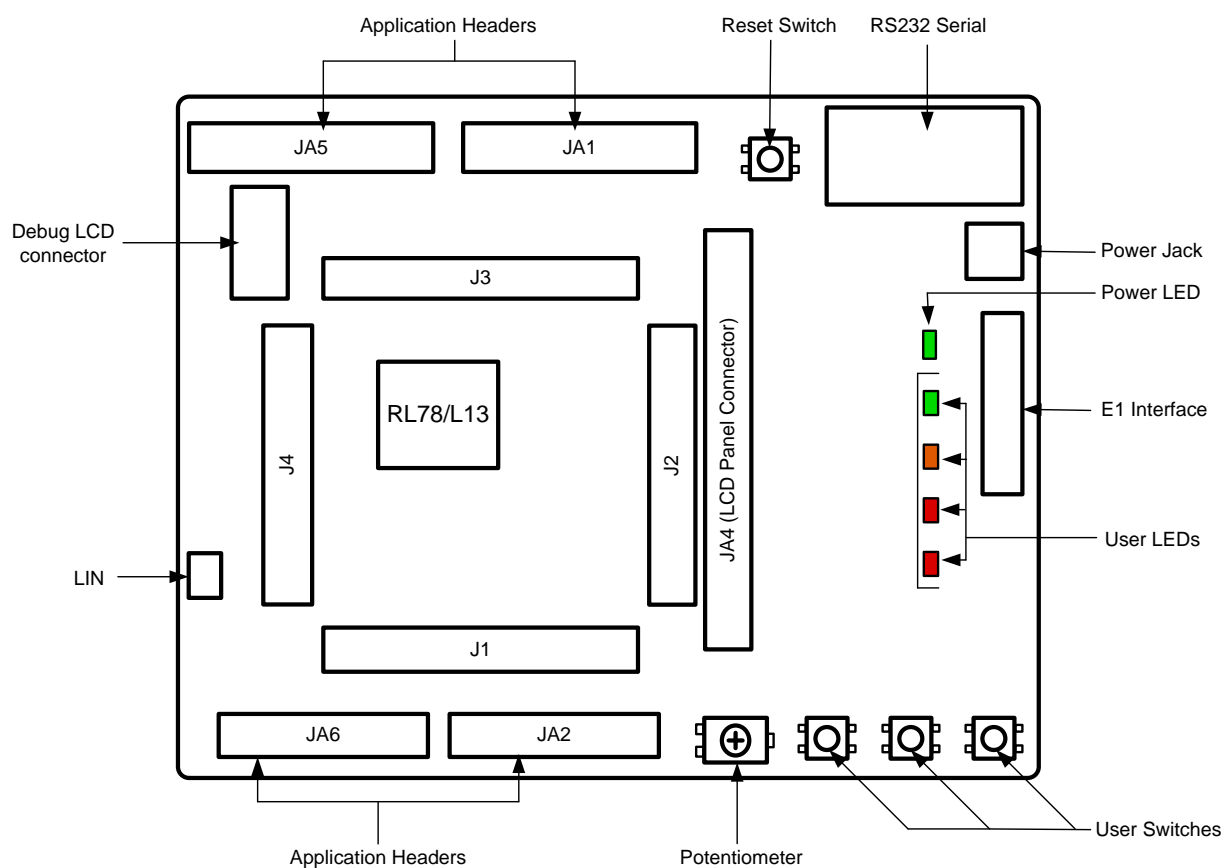 Application Headers
Reset Switch
RS232 Serial
JA5
JA1
Debug LCD
connector
J3
Power Jack
Power LED
JA4 (LCD Panel Connector)
RL78/L13
E1 Interface
J4
J2
User LEDs
LIN
J1
JA6
JA2
User Switches
Application Headers
Potentiometer